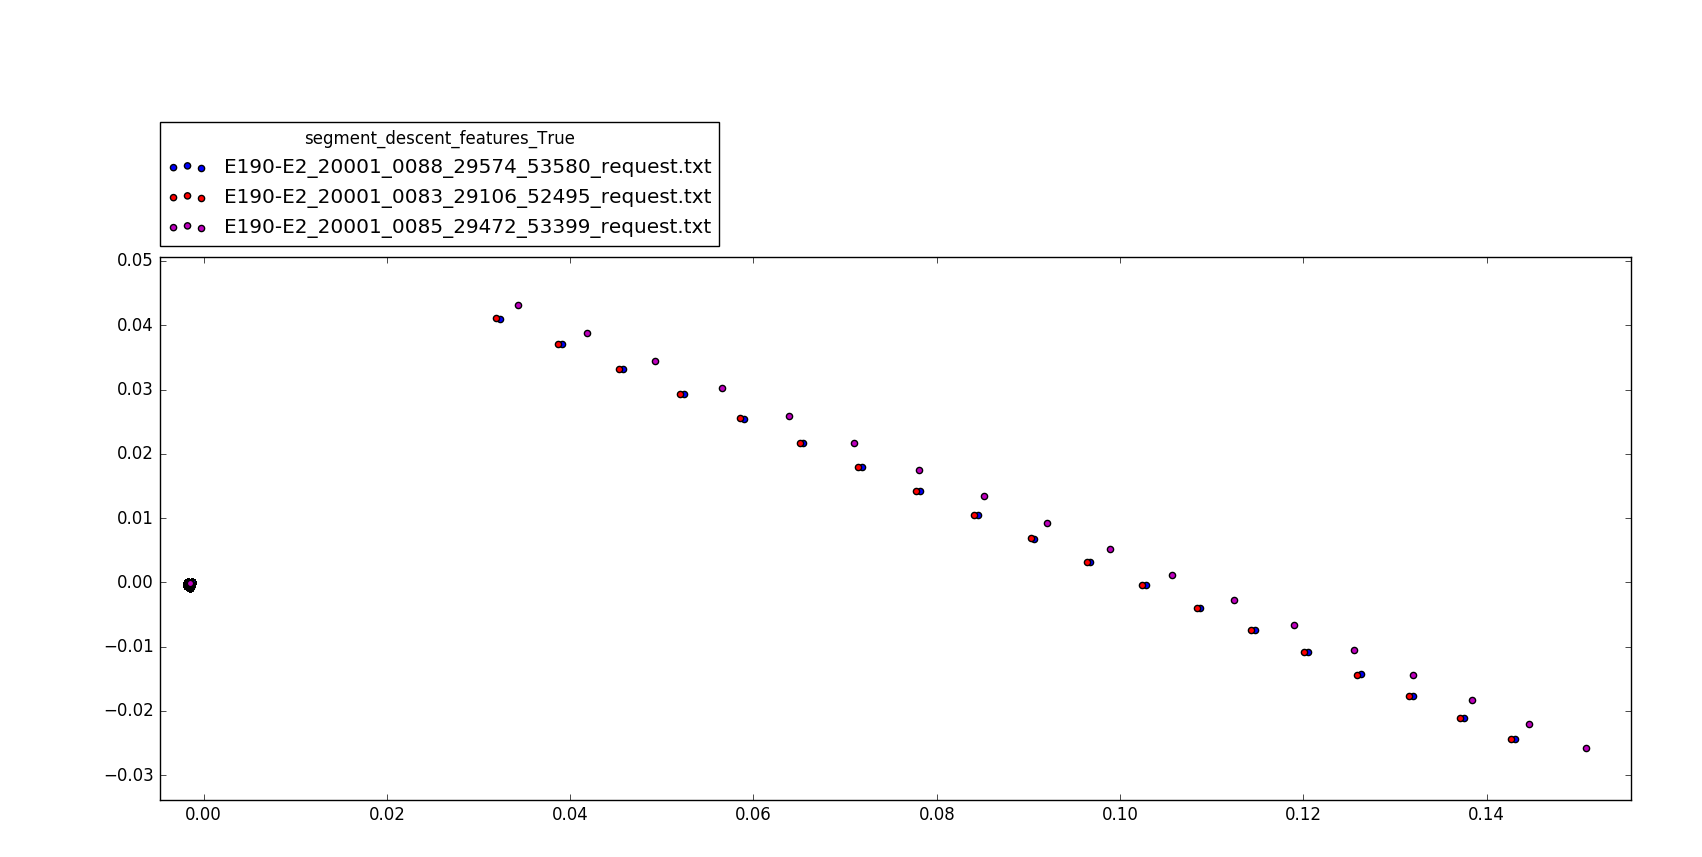 segment_descent_features_True
E190-E2_20001_0088_29574_53580_request.txt
E190-E2_20001_0083_29106_52495_request.txt
E190-E2_20001_0085_29472_53399_request.txt
0.05
0.04
0.03
0.02
0.01
0.00
−0.01
−0.02
−0.03
0.00 0.02 0.04 0.06 0.08 0.10 0.12 0.14